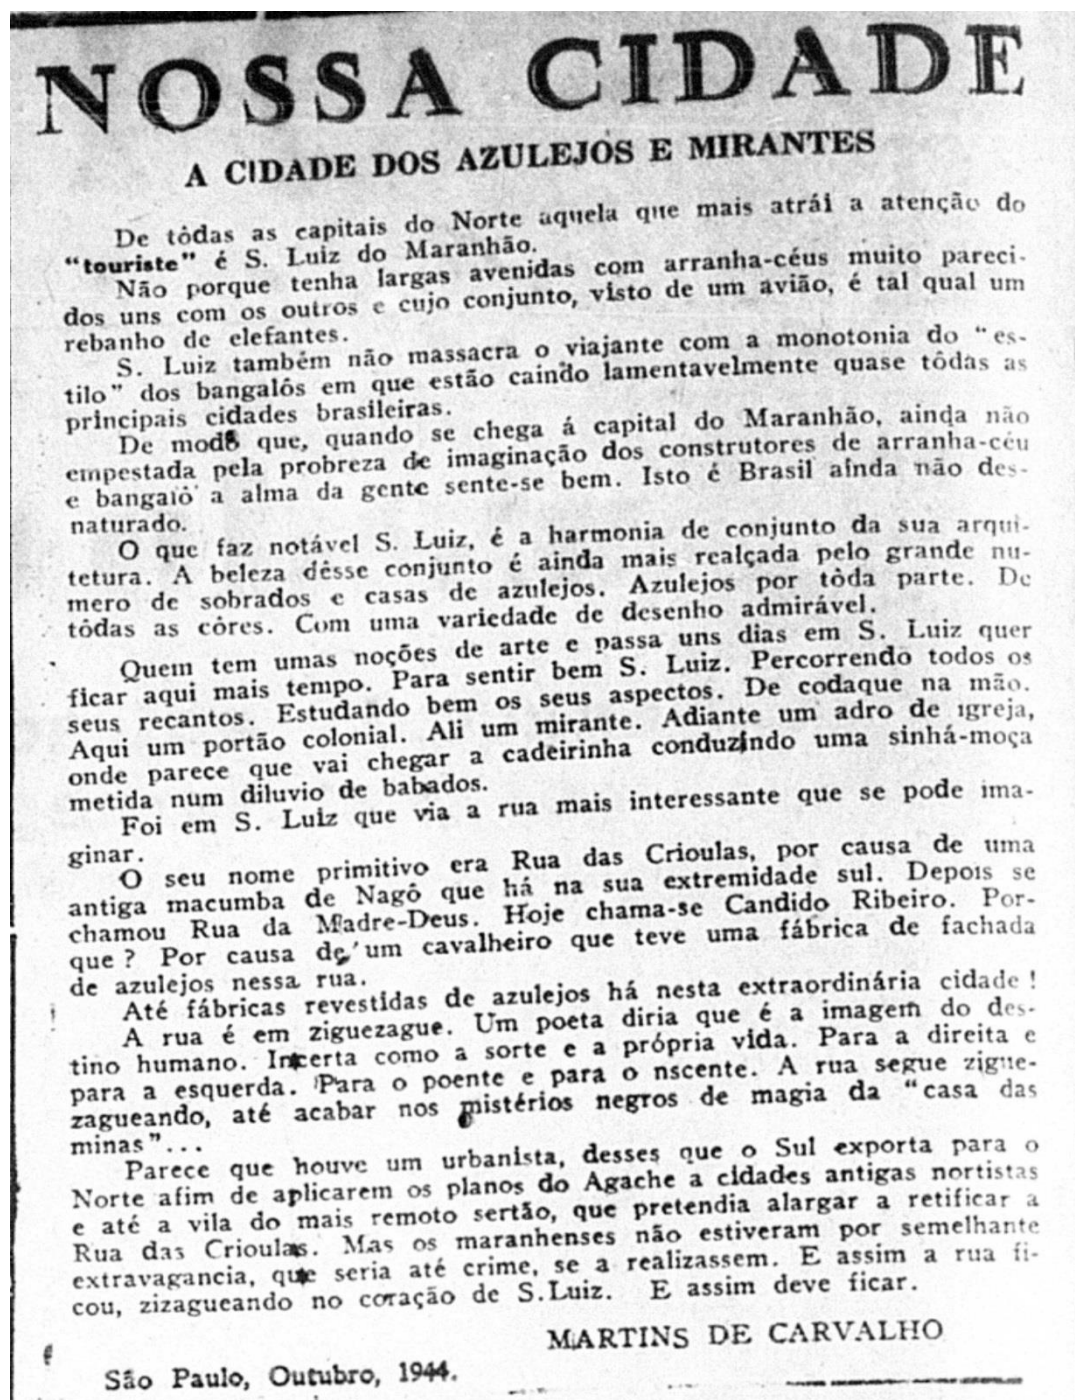 NOSSA CIDADE
A CIDADE DOS AZULEJOS E MIRANTES
De tôdas as capitais do Norte aquela que mais atrái a atenção do
"touriste" é S. Luiz do Maranhão.
Não porque tenha largas avenidas com arranha-céus muito pareci-
dos uns com os outros e cujo conjunto, visto de um avião, é tal qual um
rebanho de elefantes.
S. Luiz também não massacra o viajante com a monotonia do "es-
tilo" dos bangalôs em que estão caindo lamentavelmente quase tôdas as
principais cidades brasileiras.
De modo que, quando se chega á capital do Maranhão, ainda não
empestada pela probreza de imaginação dos construtores de arranha-céu
e bangalô a alma da gente sente-se bem. Isto é Brasil ainda não des-
naturado.
O que faz notável S. Luiz, é a harmonia de conjunto da sua arqui-
tetura. A beleza dêsse conjunto é ainda mais realçada pelo grande nu-
mero de sobrados e casas de azulejos. Azulejos por tôda parte. De
tôdas as côres. Com uma variedade de desenho admirável.
Quem tem umas noções de arte e passa uns dias em S. Luiz quer
ficar aqui mais tempo. Para sentir bem S. Luiz. Percorrendo todos os
seus recantos. Estudando bem os seus aspectos. De codaque na mão.
Aqui um portão colonial. Ali um mirante. Adiante um adro de igreja,
onde parece que vai chegar a cadeirinha conduzindo uma sinhá-moça
metida num diluvio de babados.
Foi em S. Luiz que via a rua mais interessante que se pode ima-
ginar.
O seu nome primitivo era Rua das Crioulas, por causa de uma
antiga macumba de Nagô que há na sua extremidade sul. Depois se
chamou Rua da Madre-Deus. Hoje chama-se Candido Ribeiro. Por-
que? Por causa de um cavalheiro que teve uma fábrica de fachada
de azulejos nessa rua.
Até fábricas revestidas de azulejos há nesta extraordinária cidade!
A rua é em ziguezague. Um poeta diria que é a imagem do des-
tino humano. Incerta como a sorte e a própria vida. Para a direita e
para a esquerda. Para o poente e para o nscente. A rua segue zigue-
zagueando, até acabar nos mistérios negros de magia da "casa das
minas"...
Parece que houve um urbanista, desses que o Sul exporta para o
Norte afim de aplicarem os planos do Agache a cidades antigas nortistas
e até a vila do mais remoto sertão, que pretendia alargar a retificar a
Rua das Crioulas. Mas os maranhenses não estiveram por semelhante
extravagancia, que seria até crime, se a realizassem. E assim a rua fi-
cou, zizagueando no coração de S.Luiz. E assim deve ficar.
MARTINS DE CARVALHO
São Paulo, Outubro, 1944.